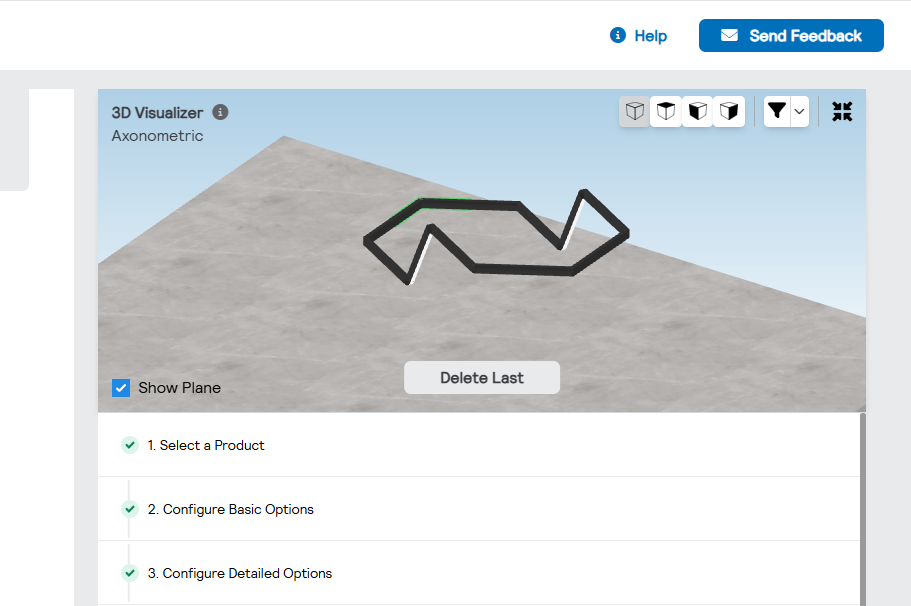 Help
Send Feedback
3D Visualizer
Axonometric
Show Plane
Delete Last
1. Select a Product
2. Configure Basic Options
3. Configure Detailed Options